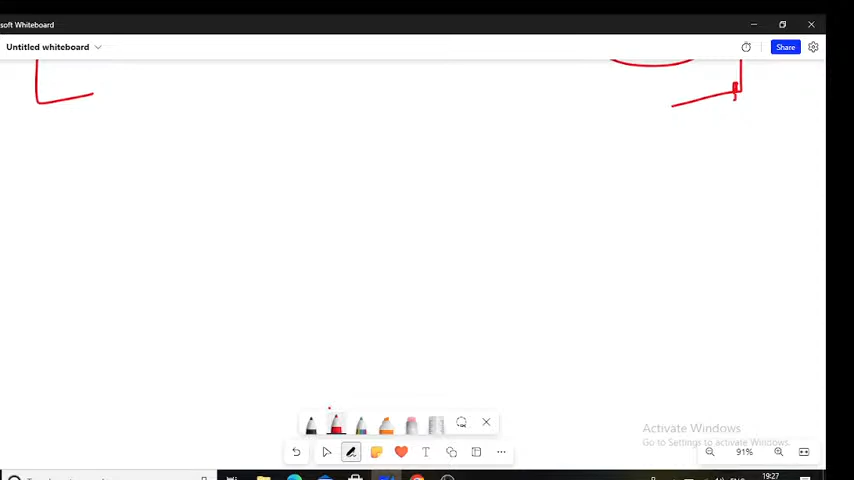 soft Whiteboard
Untitled whiteboard
Share
T
Activate Windows
Go to Settings to activate Windows.
91%
19:27